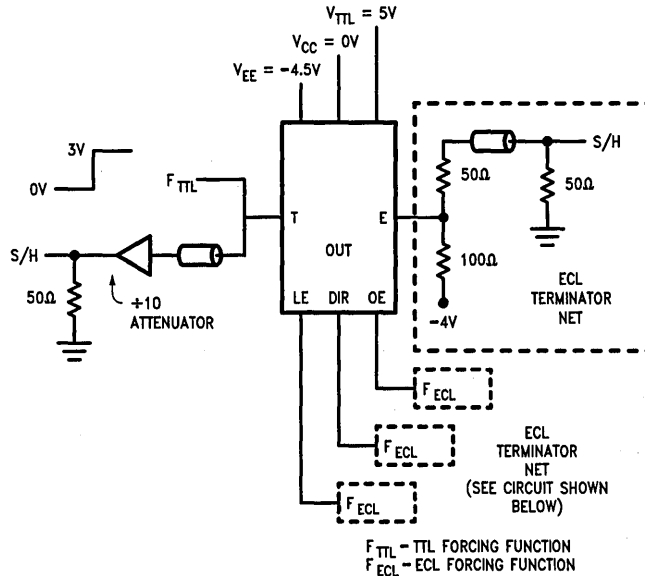 V_TTL = 5V
V_CC = 0V
V_EE = -4.5V
3V
0V
F_TTL
S/H
50Ω
÷10
ATTENUATOR
T
E
OUT
LE DIR OE
50Ω
S/H
50Ω
100Ω
-4V
ECL
TERMINATOR
NET
F_ECL
F_ECL
F_ECL
ECL
TERMINATOR
NET
(SEE CIRCUIT SHOWN
BELOW)
F_TTL - TTL FORCING FUNCTION
F_ECL - ECL FORCING FUNCTION